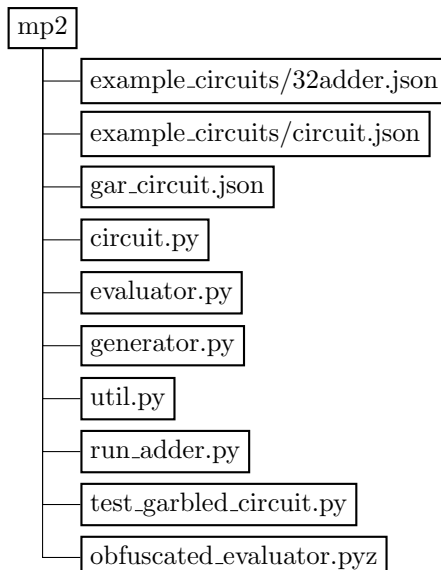 mp2
example_circuits/32adder.json
example_circuits/circuit.json
gar_circuit.json
circuit.py
evaluator.py
generator.py
util.py
run_adder.py
test_garbled_circuit.py
obfuscated_evaluator.pyz